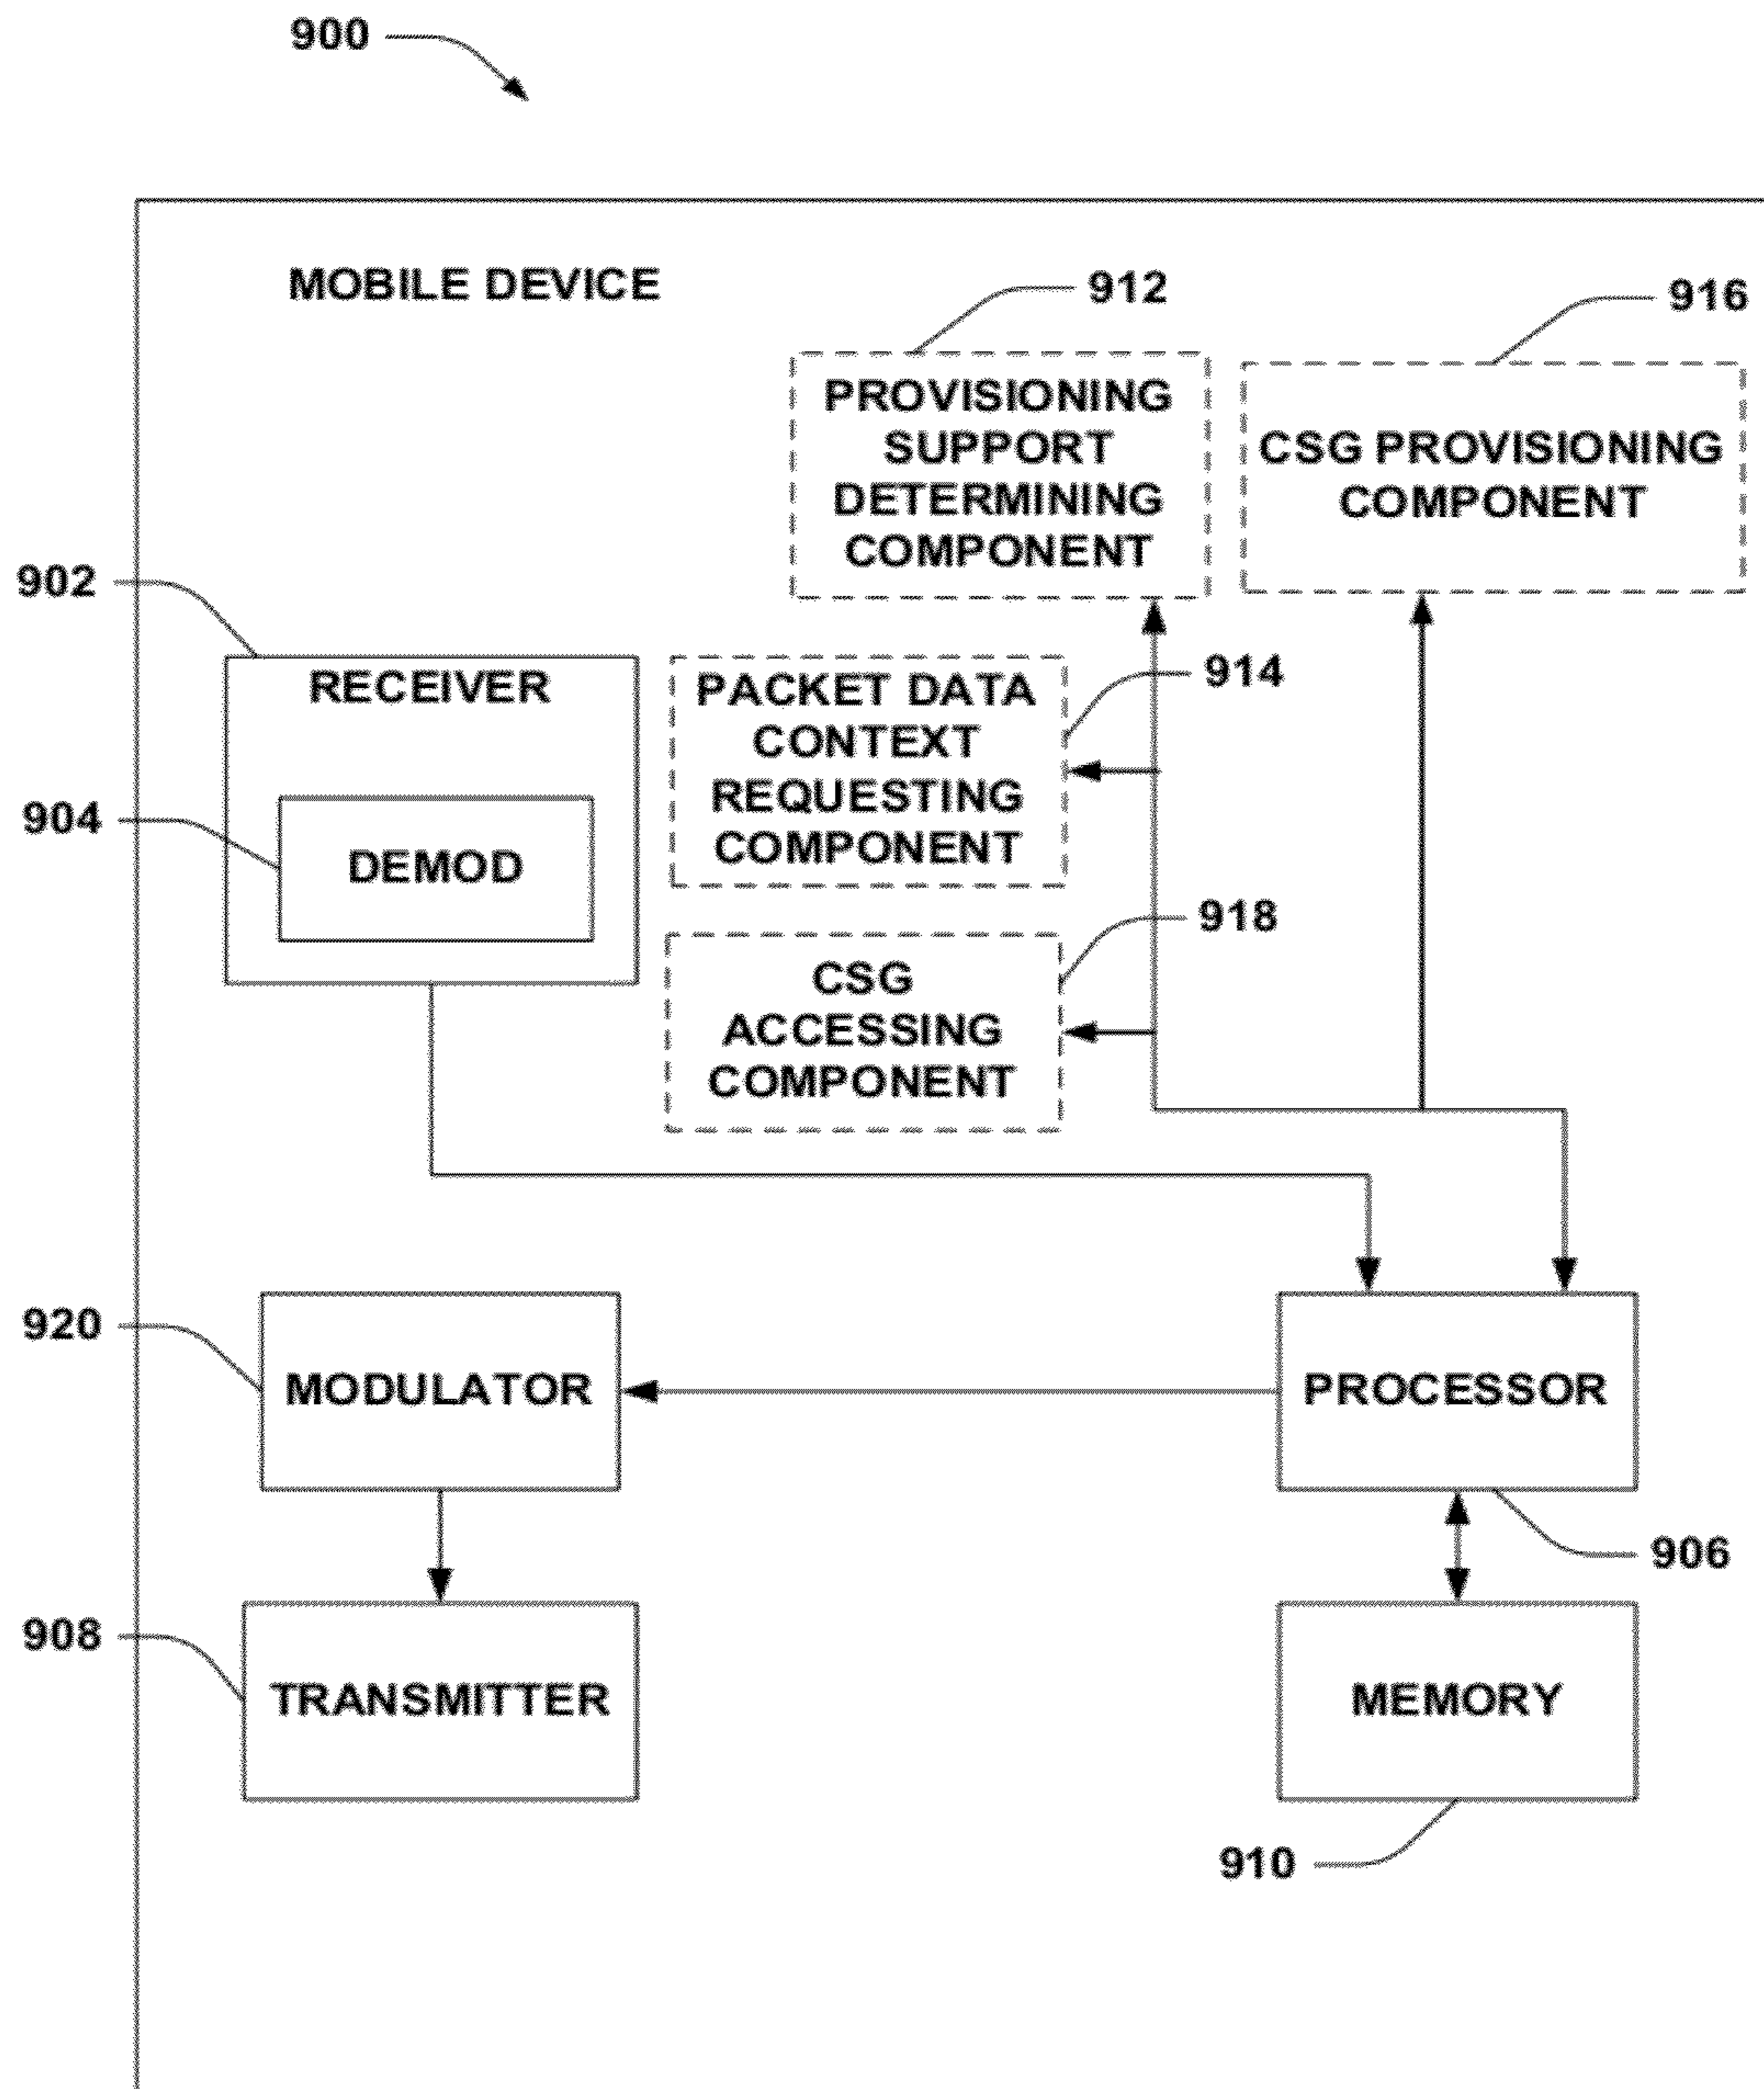 900
MOBILE DEVICE
912
916
PROVISIONING
SUPPORT
DETERMINING
COMPONENT
CSG PROVISIONING
COMPONENT
902
RECEIVER
914
PACKET DATA
CONTEXT
REQUESTING
COMPONENT
904
DEMOD
918
CSG
ACCESSING
COMPONENT
920
MODULATOR
PROCESSOR
906
908
TRANSMITTER
MEMORY
910